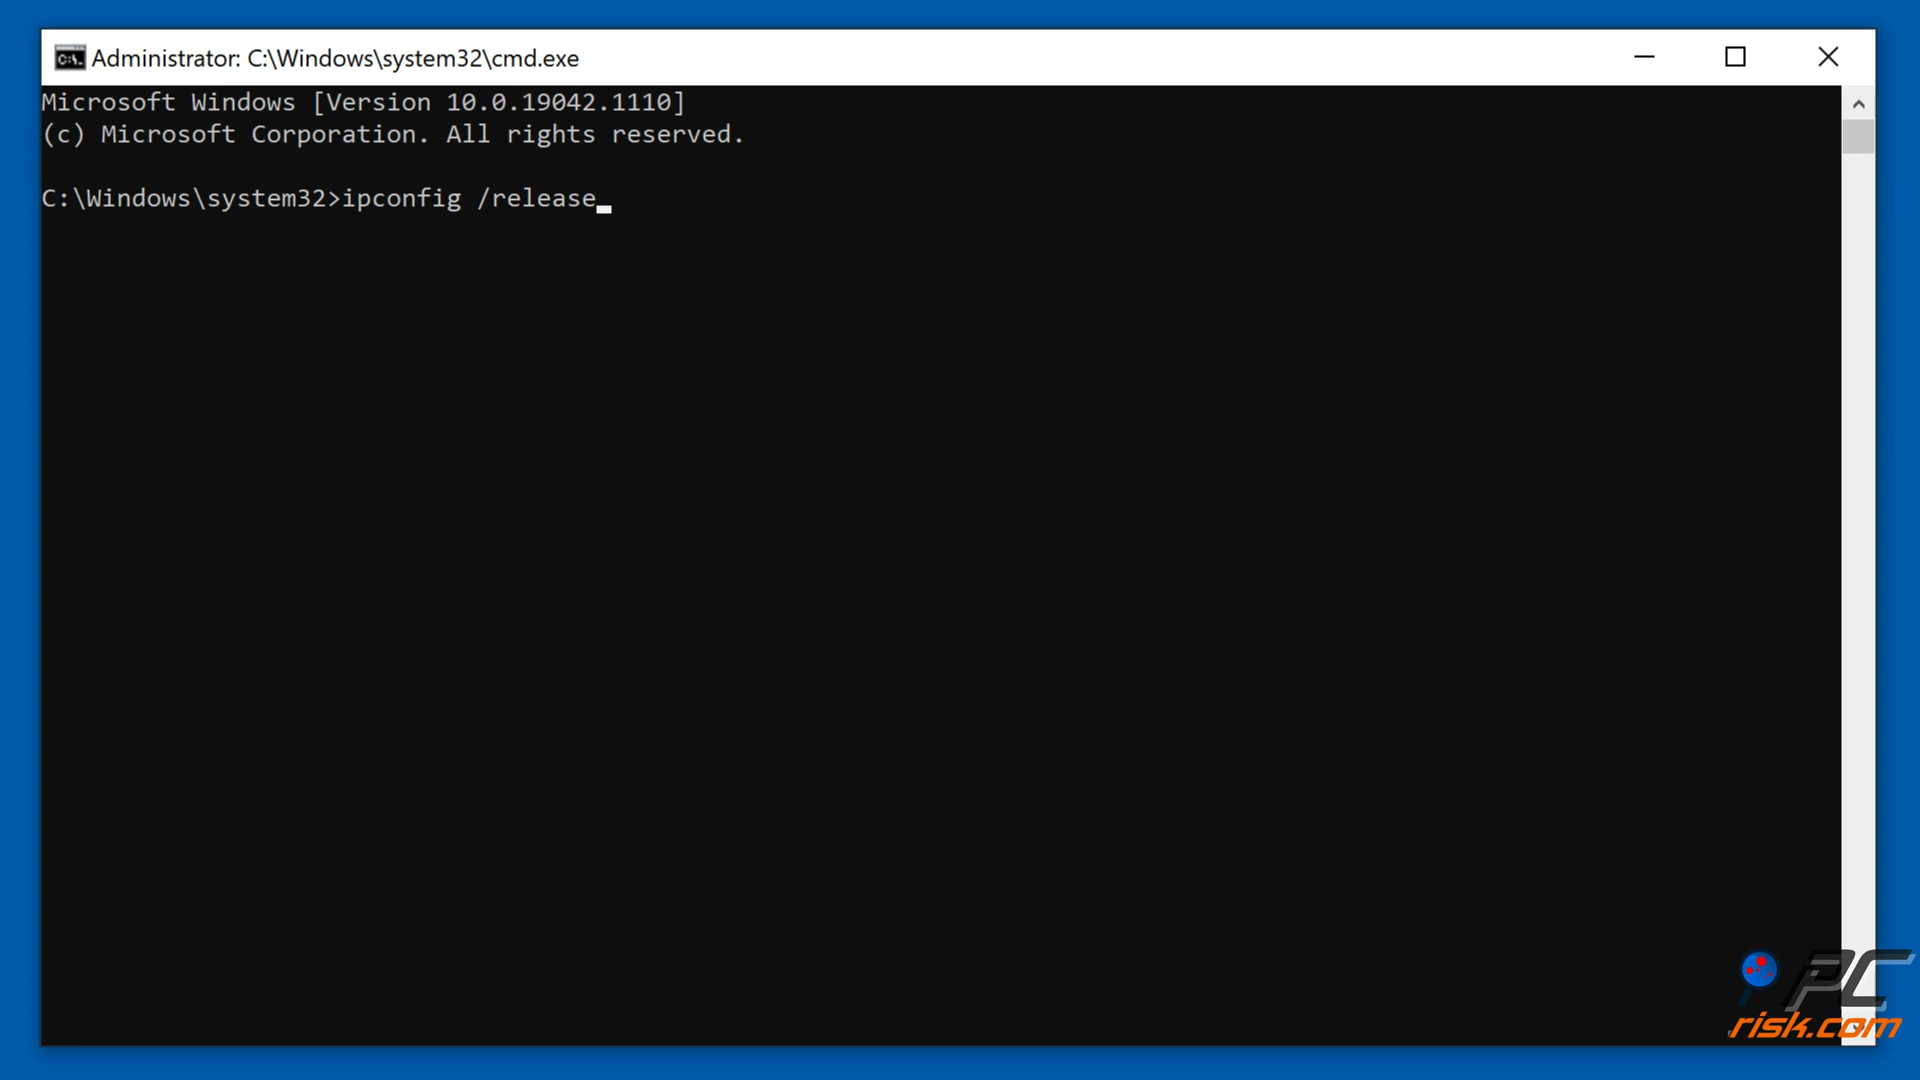 Administrator: C:\Windows\system32\cmd.exe
Microsoft Windows [Version 10.0.19042.1110]
(c) Microsoft Corporation. All rights reserved.
C:\Windows\system32>ipconfig /release
PC
risk.com